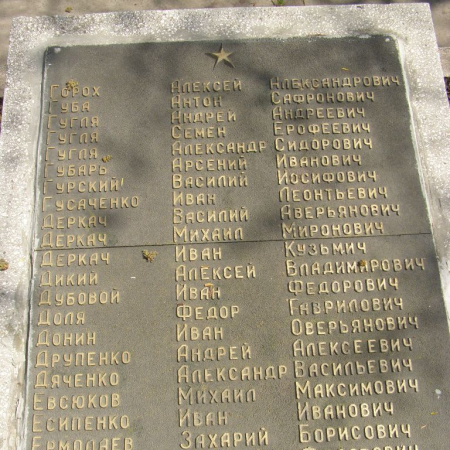 Горох Алексей Александрович
Губа Антон Сафронович
Гугля Андрей Андреевич
Гугля Семен Ерофеевич
Гугля Александр Сидорович
Губарь Арсений Иванович
Гурский Василий Иосифович
Гусаченко Иван Леонтьевич
Деркач Василий Аверьянович
Деркач Михаил Миронович
Деркач Иван Кузьмич
Дикий Алексей Владимирович
Дубовой Иван Федорович
Доля Федор Гаврилович
Донин Иван Оверьянович
Друпенко Андрей Алексеевич
Дяченко Александр Васильевич
Евсюков Михаил Максимович
Есипенко Иван Иванович
Ермолаев Захарий Борисович